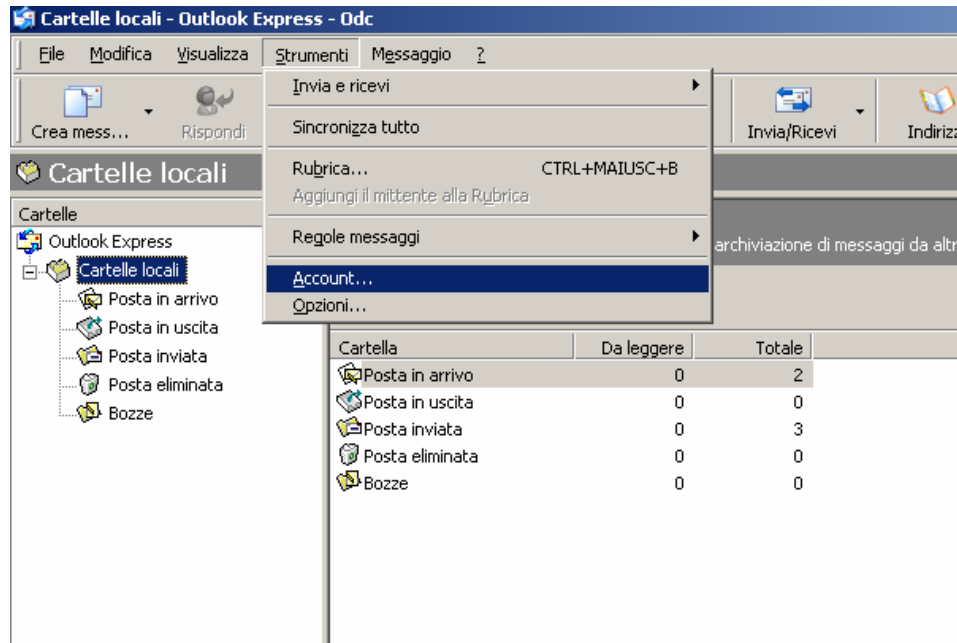 Cartelle locali - Outlook Express - Odc
File Modifica Visualizza Strumenti Messaggio ?
Crea mess... Rispondi Invia/Ricevi
Invia e ricevi
Sincronizza tutto
Rubrica... CTRL+MAIUSC+B
Aggiungi il mittente alla Rubrica
Regole messaggi
Account...
Opzioni...
Cartelle locali
archiviazione di messaggi da
Cartelle
Outlook Express
Cartelle locali
Posta in arrivo
Posta in uscita
Posta inviata
Posta eliminata
Bozze
Cartella Da leggere Totale
Posta in arrivo 0 2
Posta in uscita 0 0
Posta inviata 0 3
Posta eliminata 0 0
Bozze 0 0